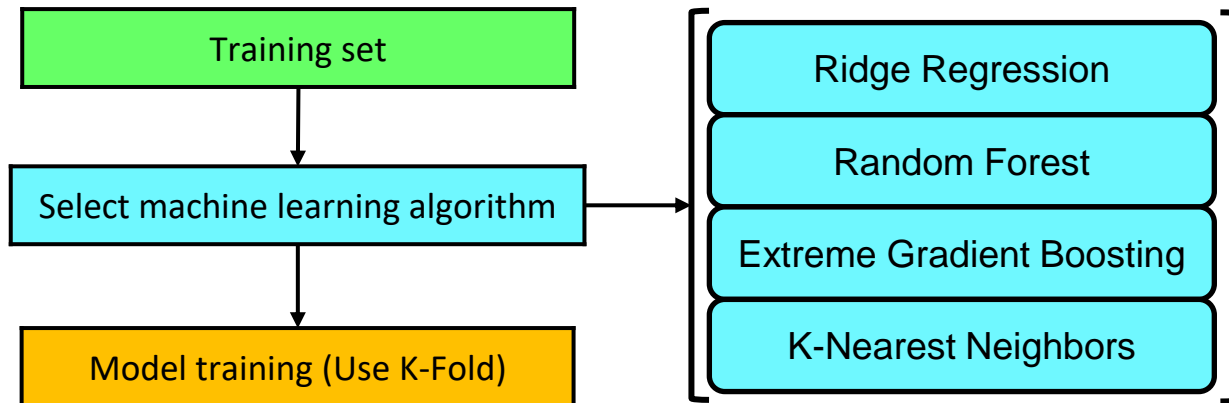 Training set
Select machine learning algorithm
Model training (Use K-Fold)
Ridge Regression
Random Forest
Extreme Gradient Boosting
K-Nearest Neighbors